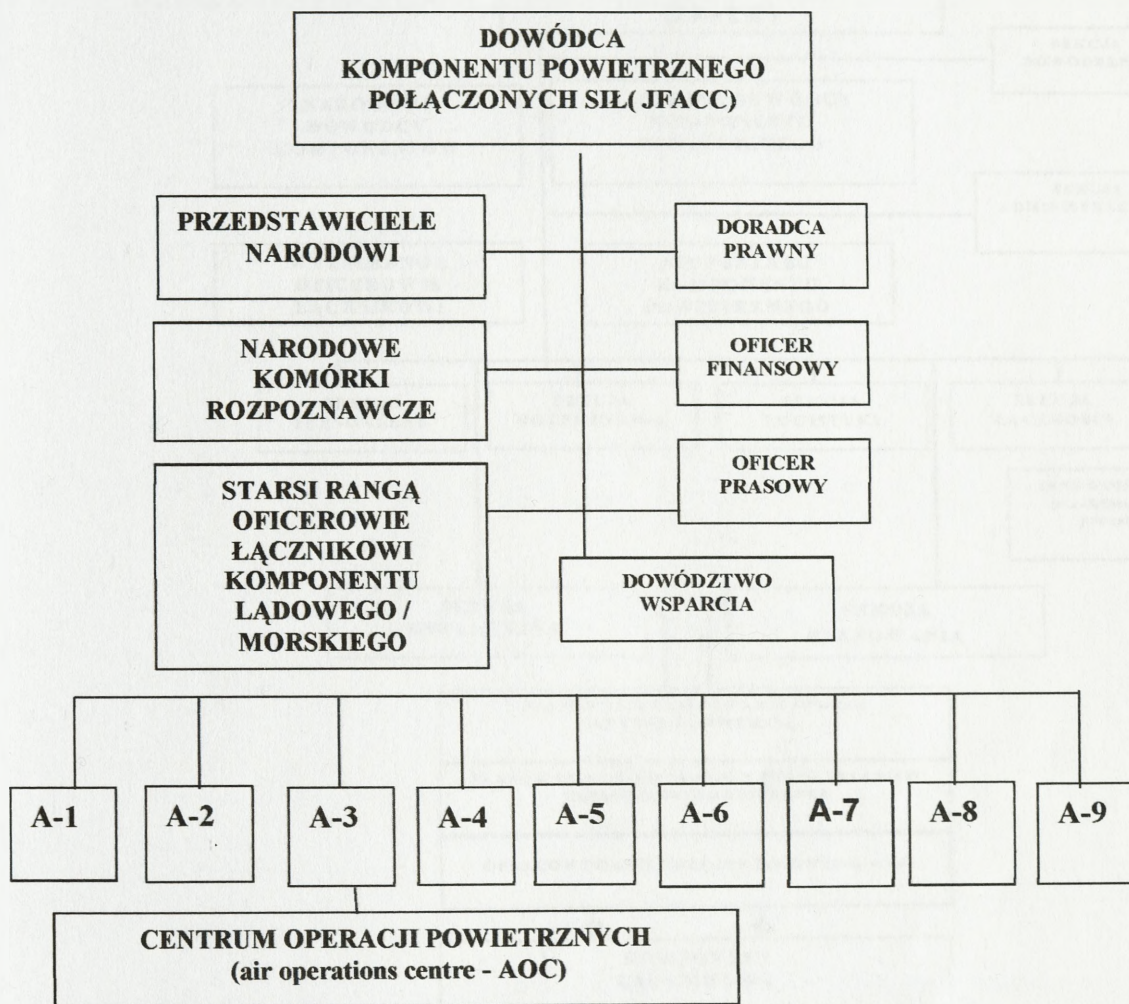 DOWÓDCA
KOMPONENTU POWIETRZNEGO
POŁĄCZONYCH SIŁ( JFACC)
PRZEDSTAWICIELE
NARODOWI
DORADCA
PRAWNY
NARODOWE
KOMÓRKI
ROZPOZNAWCZE
OFICER
FINANSOWY
STARSI RANGĄ
OFICEROWIE
ŁĄCZNIKOWI
KOMPONENTU
LĄDOWEGO /
MORSKIEGO
OFICER
PRASOWY
DOWÓDZTWO
WSPARCIA
A-1 A-2 A-3 A-4 A-5 A-6 A-7 A-8 A-9
CENTRUM OPERACJI POWIETRZNYCH
(air operations centre - AOC)